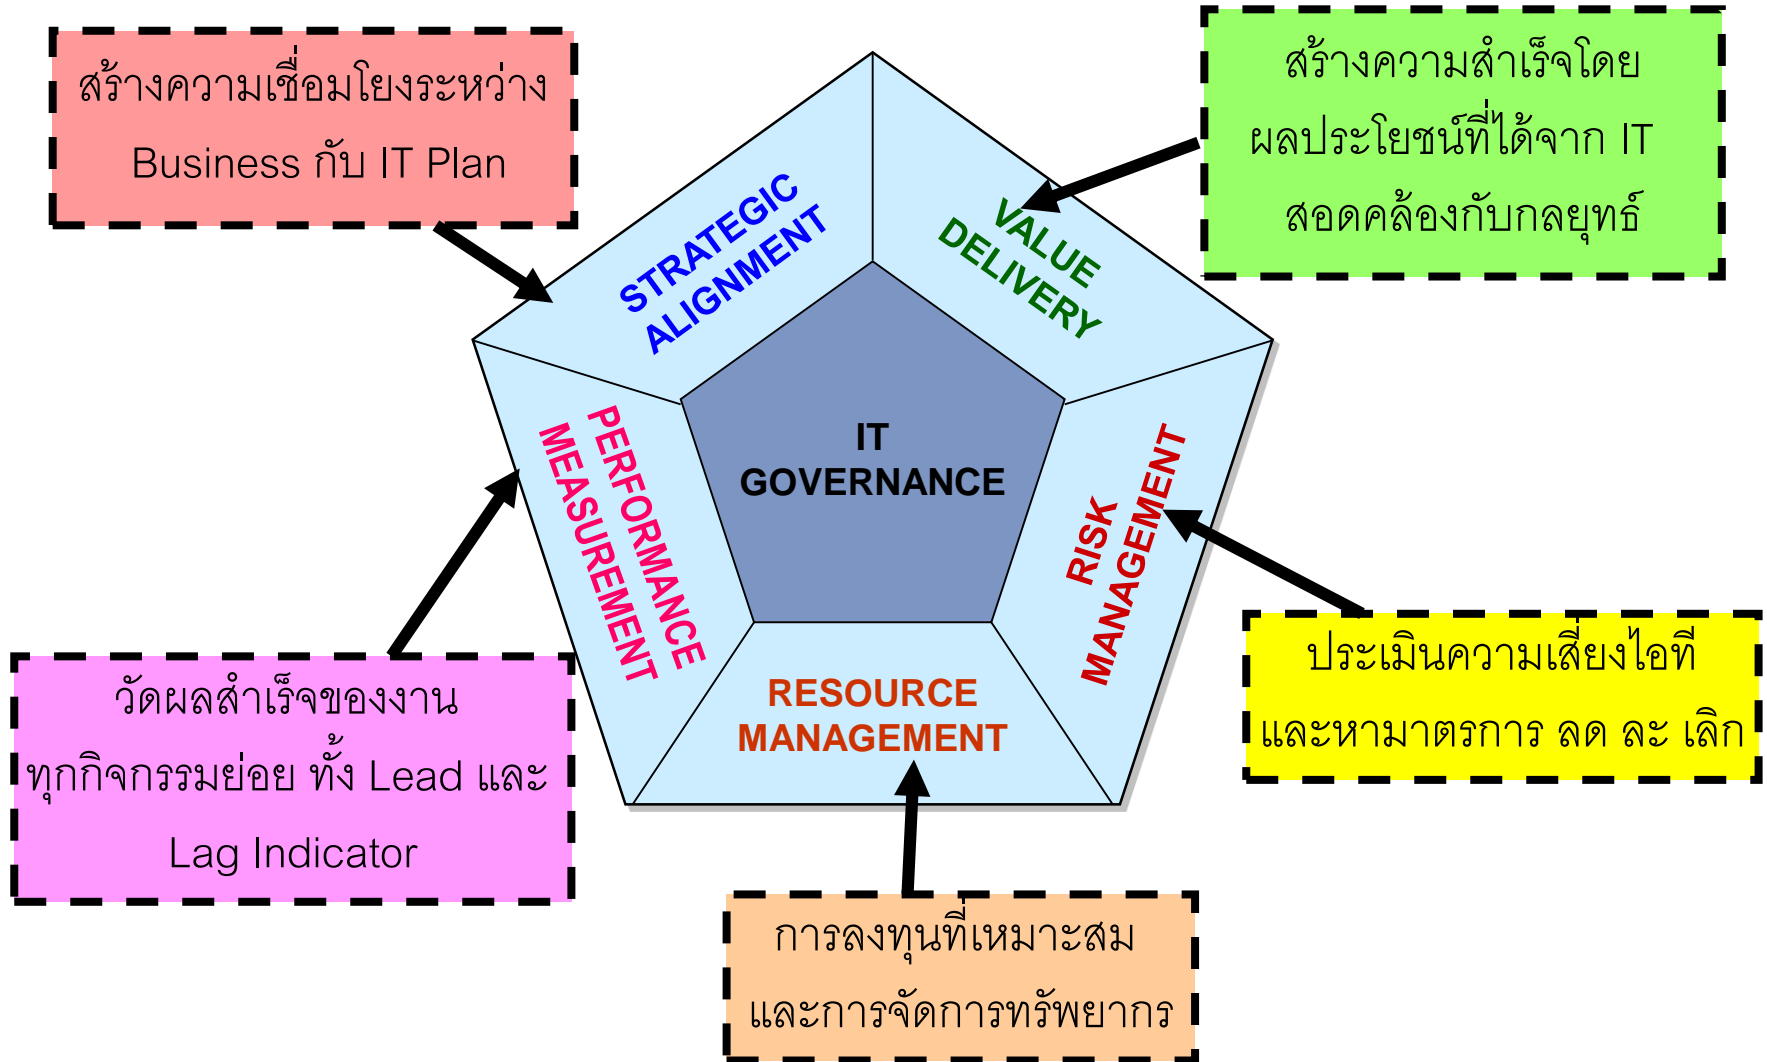 สร้างความเชื่อมโยงระหว่าง
Business กับ IT Plan
สร้างความสำเร็จโดย
ผลประโยชน์ที่ได้จาก IT
สอดคล้องกับกลยุทธ์
STRATEGIC
ALIGNMENT
VALUE
DELIVERY
IT
GOVERNANCE
PERFORMANCE
MEASUREMENT
RISK
MANAGEMENT
RESOURCE
MANAGEMENT
วัดผลสำเร็จของงาน
ทุกกิจกรรมย่อย ทั้ง Lead และ
Lag Indicator
ประเมินความเสี่ยงไอที
และหามาตรการ ลด ละ เลิก
การลงทุนที่เหมาะสม
และการจัดการทรัพยากร